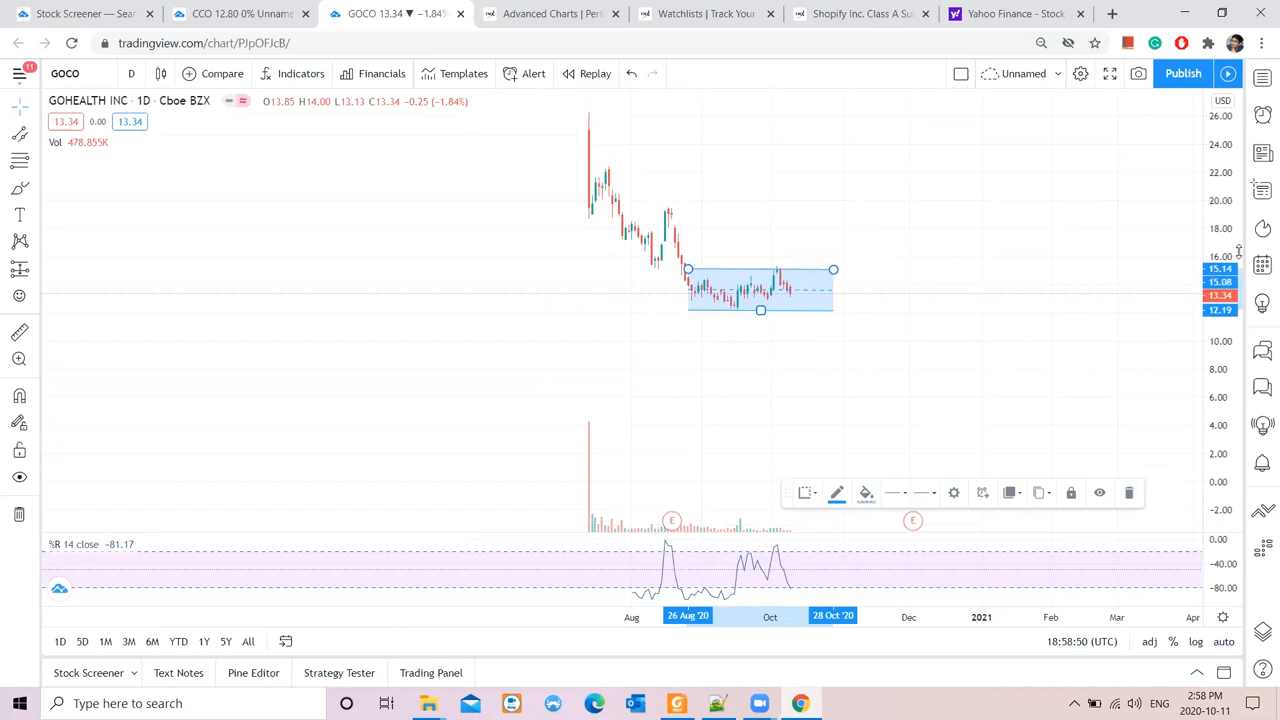 Stock Screener — Search
CCO 12.80 0% Unname
GOCO 13.34 ▼ −1.84%
Advanced Charts | Per
Watchlists | Track Your
Shopify Inc. Class A Su
Yahoo Finance - Stock
tradingview.com/chart/PJpOFJcB/
11
GOCO
D
Compare
Indicators
Financials
Templates
Alert
Replay
Unnamed
Publish
GOHEALTH INC · 1D · Cboe BZX
O13.85 H14.00 L13.13 C13.34 −0.25 (−1.84%)
13.34
0.00
13.34
Vol 478.855K
USD
26.00
24.00
22.00
20.00
18.00
16.00
15.14
15.08
13.34
12.19
10.00
8.00
6.00
4.00
2.00
0.00
−2.00
E
E
%R 14 close −81.17
0.00
−40.00
−80.00
Aug
26 Aug '20
Oct
28 Oct '20
Dec
2021
Feb
Mar
Apr
1D 5D 1M 3M 6M YTD 1Y 5Y All
18:58:50 (UTC)
adj % log auto
Stock Screener
Text Notes
Pine Editor
Strategy Tester
Trading Panel
Type here to search
ENG
2:58 PM
2020-10-11